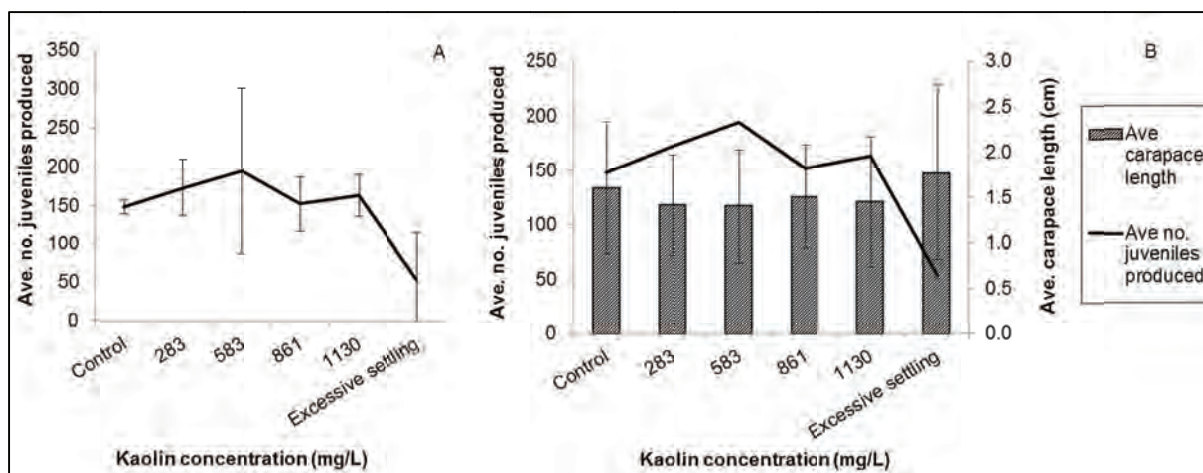 A
Ave. no. juveniles produced
350
300
250
200
150
100
50
0
Control
283
583
861
1130
Excessive settling
Kaolin concentration (mg/L)
B
Ave. no. juveniles produced
250
200
150
100
50
0
3.0
2.5
2.0
1.5
1.0
0.5
0.0
Ave. carapace length (cm)
Control
283
583
861
1130
Excessive settling
Kaolin concentration (mg/L)
Ave
carapace
length
Ave no.
juveniles
produced